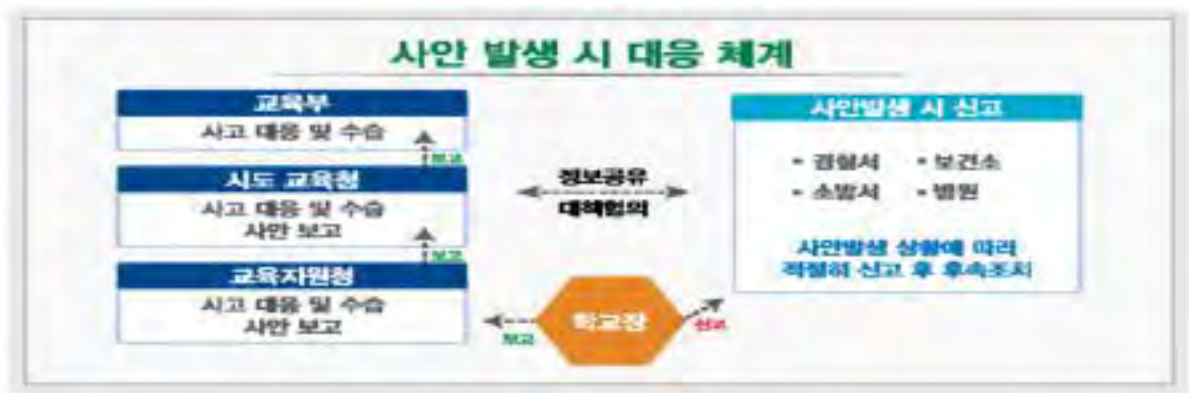 사안 발생 시 대응 체계
교육부
사고 대응 및 수습
보고
시도 교육청
사고 대응 및 수습
사안 보고
보고
교육지원청
사고 대응 및 수습
사안 보고
정보공유
대책협의
학교장
보고
신고
사안발생 시 신고
• 경찰서 • 보건소
• 소방서 • 병원
사안발생 상황에 따라
적절히 신고 후 후속조치